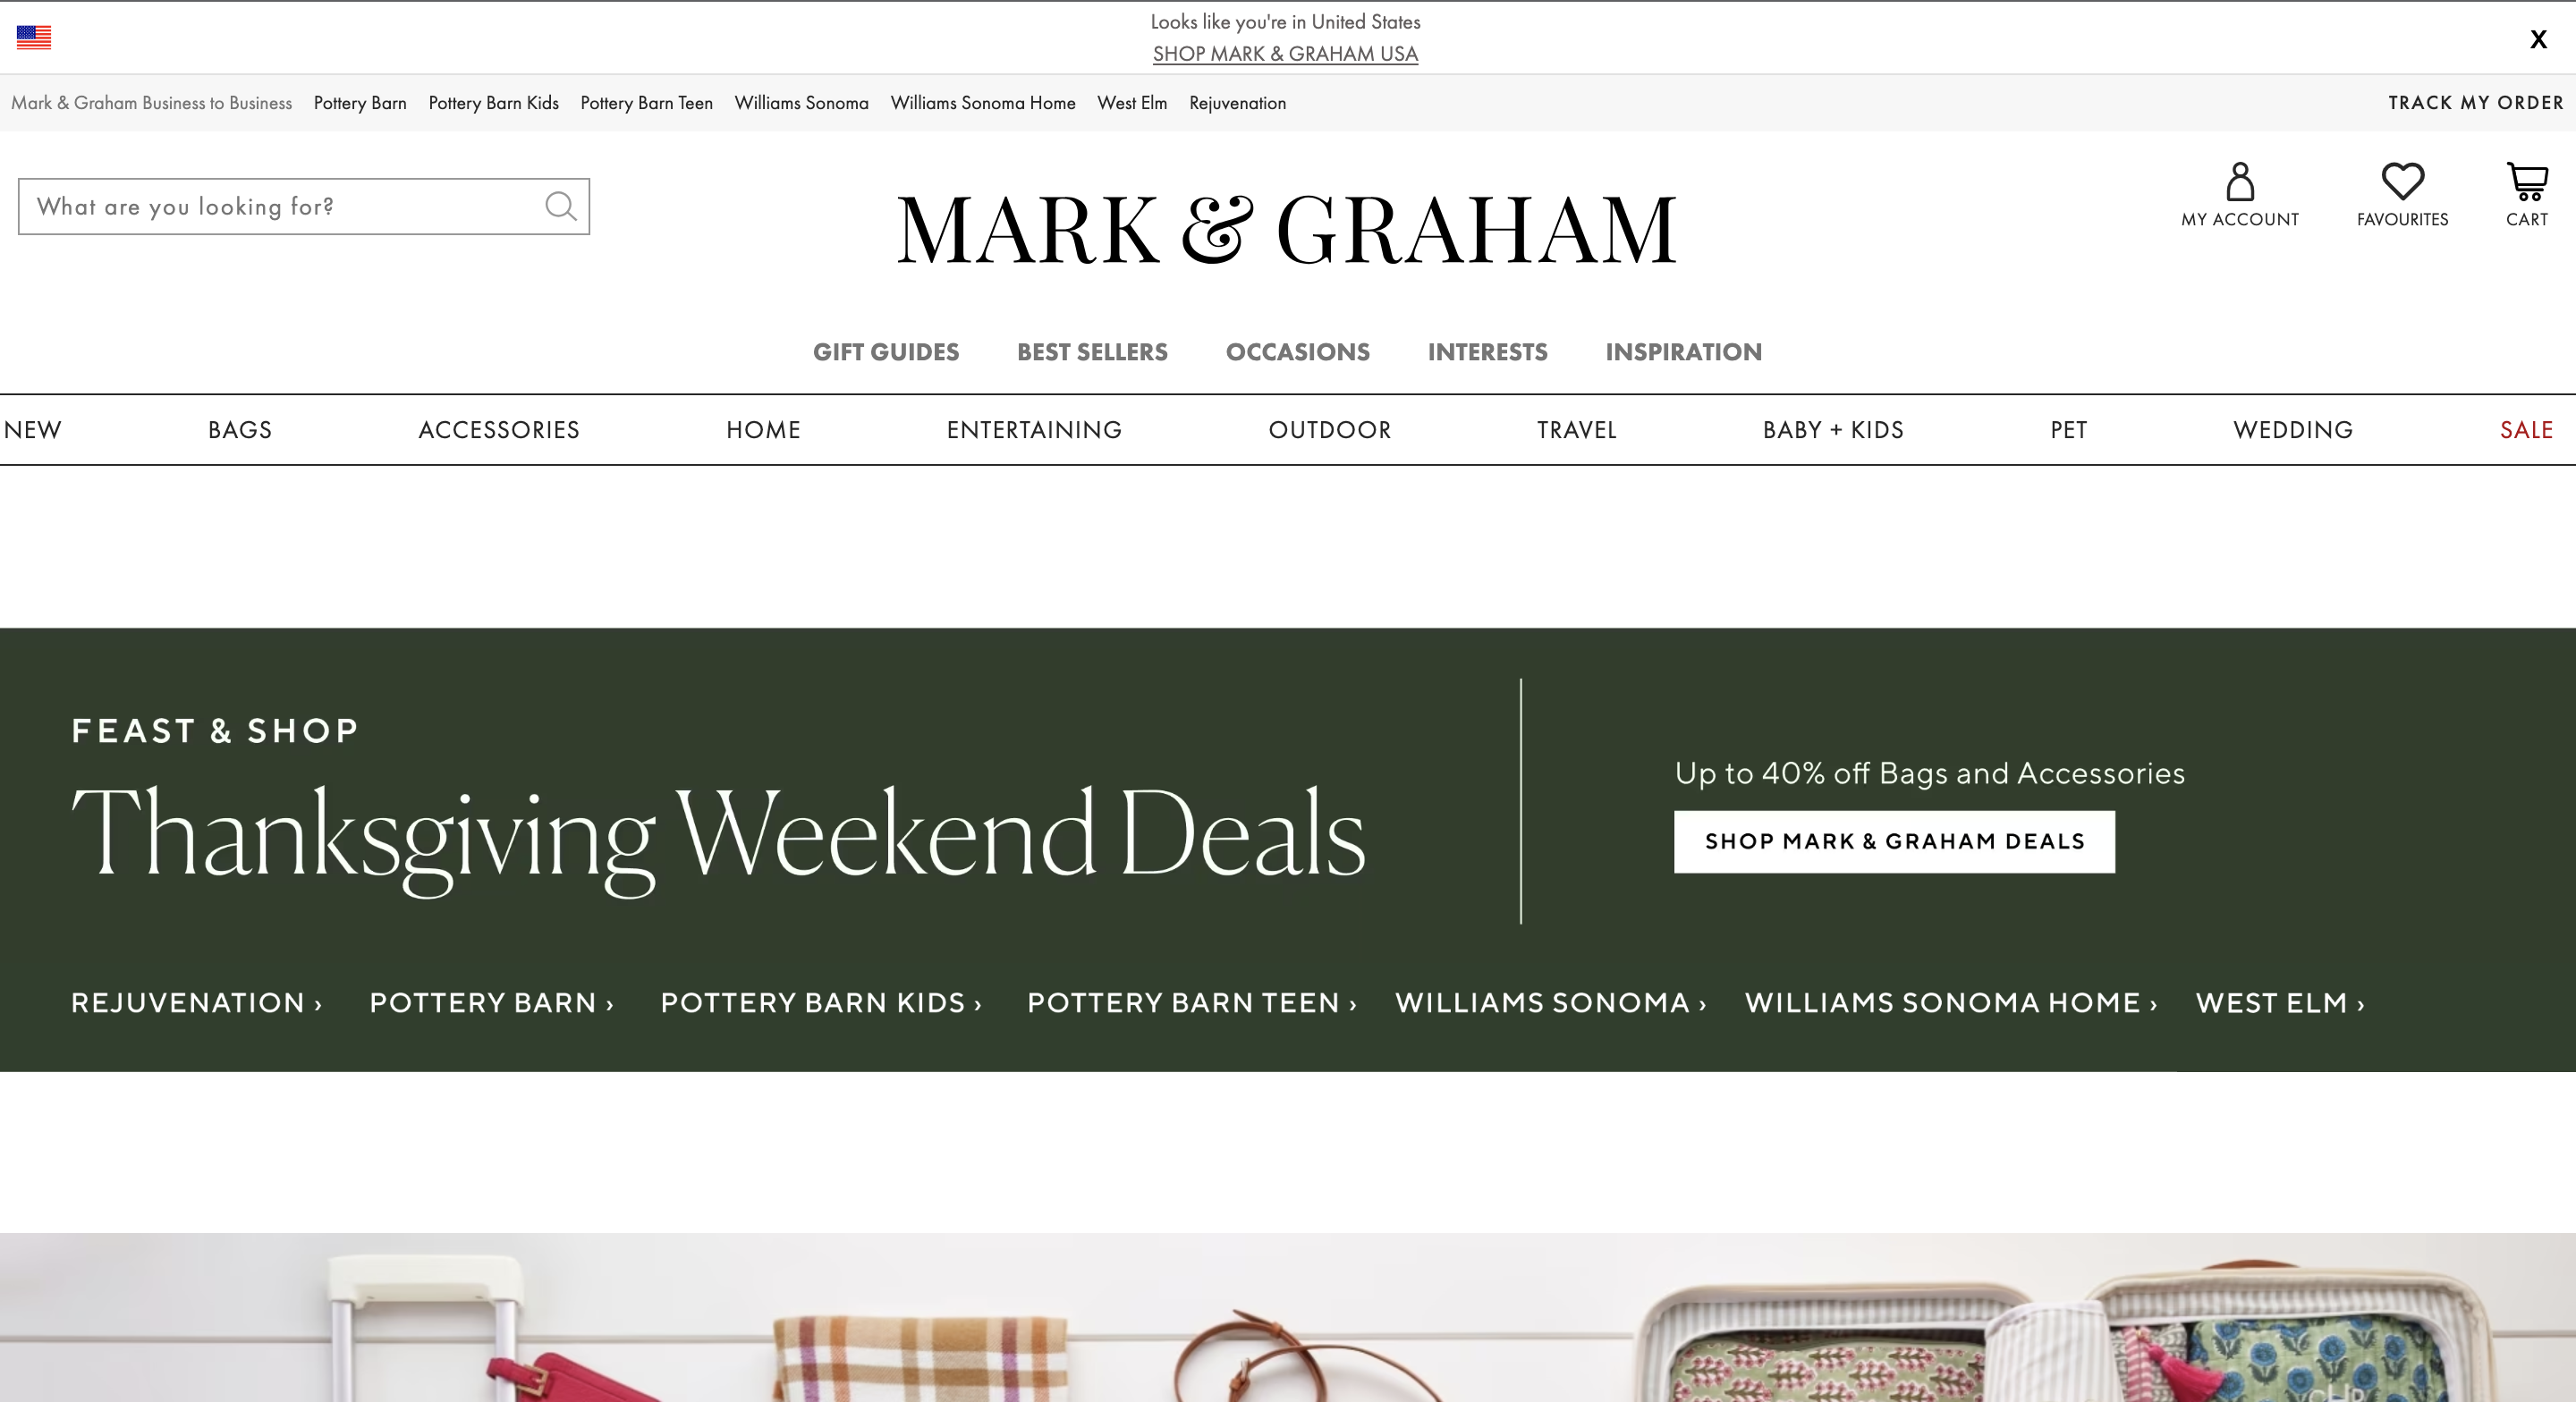 Looks like you're in United States
SHOP MARK & GRAHAM USA
X
Mark & Graham Business to Business Pottery Barn Pottery Barn Kids Pottery Barn Teen Williams Sonoma Williams Sonoma Home West Elm Rejuvenation TRACK MY ORDER
What are you looking for?
MARK & GRAHAM
MY ACCOUNT FAVOURITES CART
GIFT GUIDES BEST SELLERS OCCASIONS INTERESTS INSPIRATION
NEW BAGS ACCESSORIES HOME ENTERTAINING OUTDOOR TRAVEL BABY + KIDS PET WEDDING SALE
FEAST & SHOP
Thanksgiving Weekend Deals
Up to 40% off Bags and Accessories
SHOP MARK & GRAHAM DEALS
REJUVENATION › POTTERY BARN › POTTERY BARN KIDS › POTTERY BARN TEEN › WILLIAMS SONOMA › WILLIAMS SONOMA HOME › WEST ELM ›